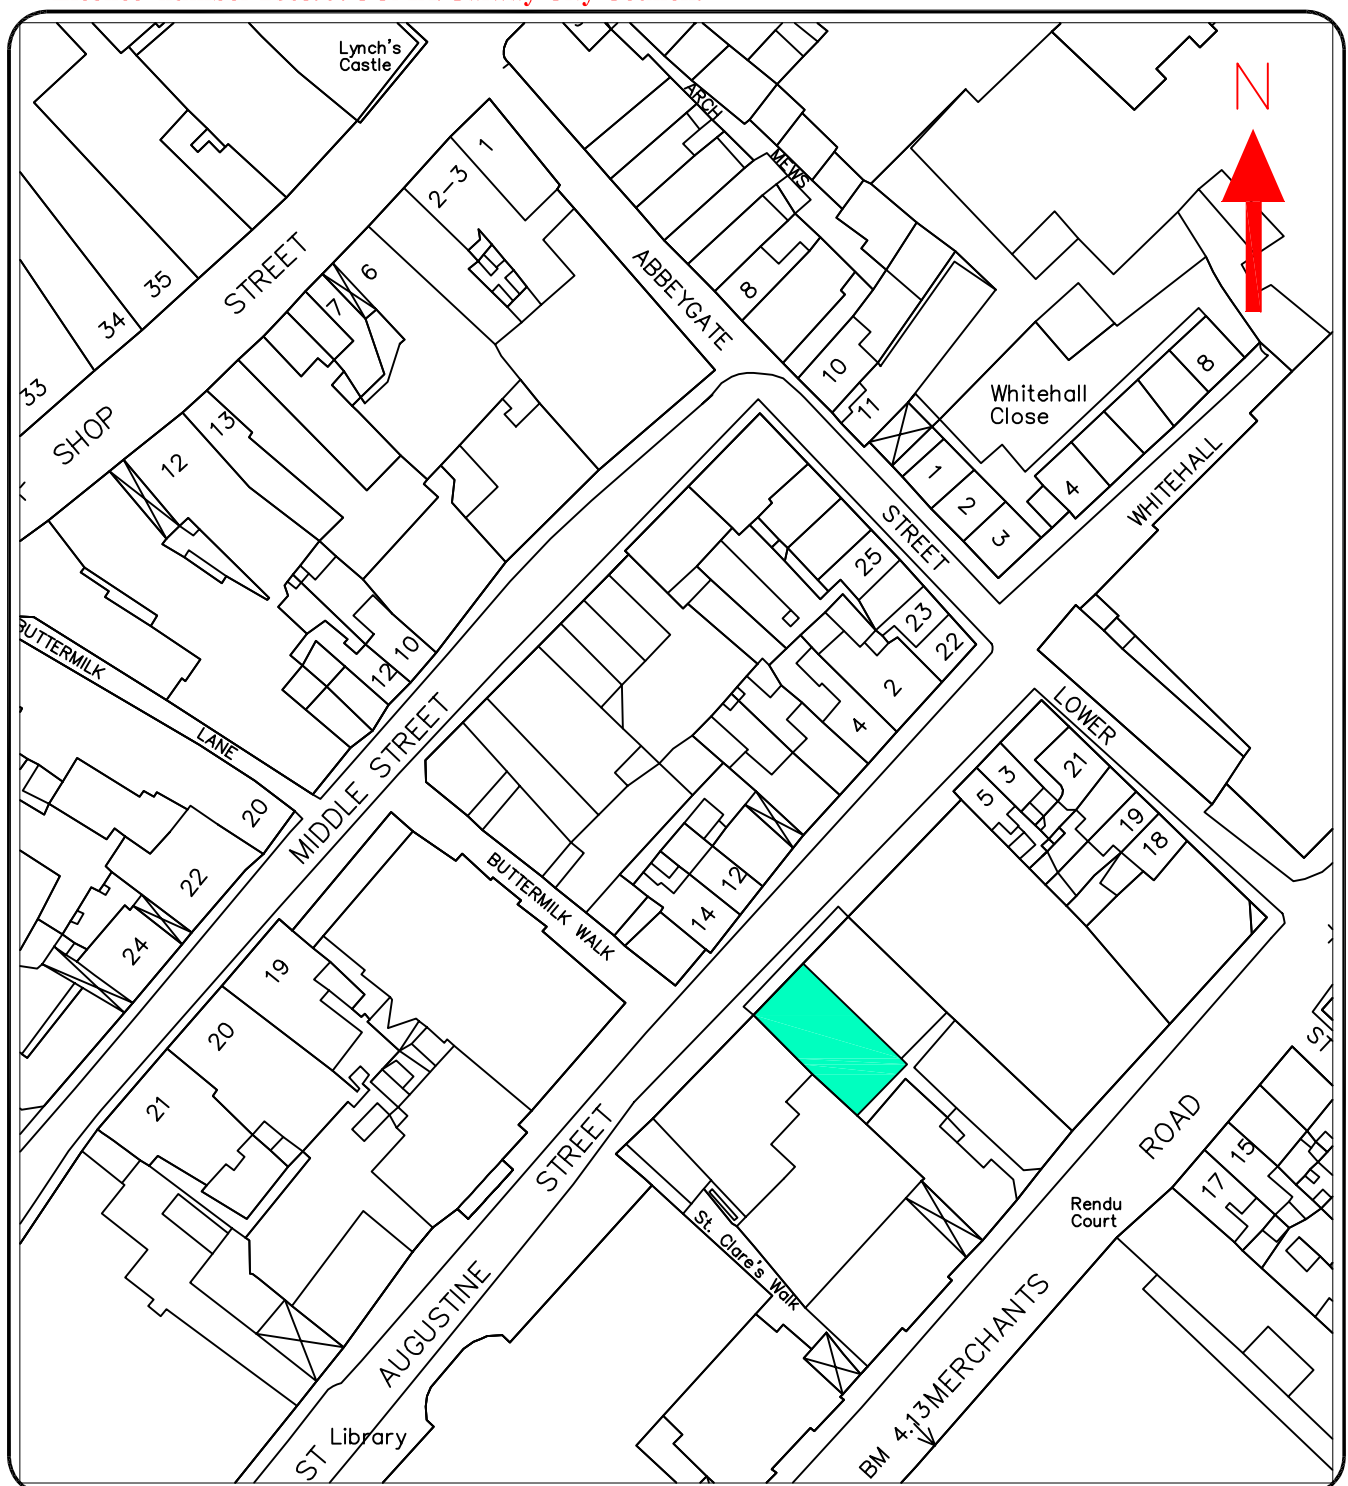 Lynch's
Castle
N
ARCH
MEWS
1
2-3
6
7
35
34
33
SHOP
STREET
ABBEYGATE
STREET
8
10
11
Whitehall
Close
8
4
1
2
3
WHITEHALL
13
12
25
23
22
2
4
12
14
10
12
BUTTERMILK
LANE
MIDDLE STREET
20
22
24
BUTTERMILK WALK
LOWER
3
5
21
19
18
19
20
21
ST
15
17
ROAD
Rendu
Court
St. Clare's Walk
STREET
AUGUSTINE
ST
Library
MERCHANTS
BM 4.13